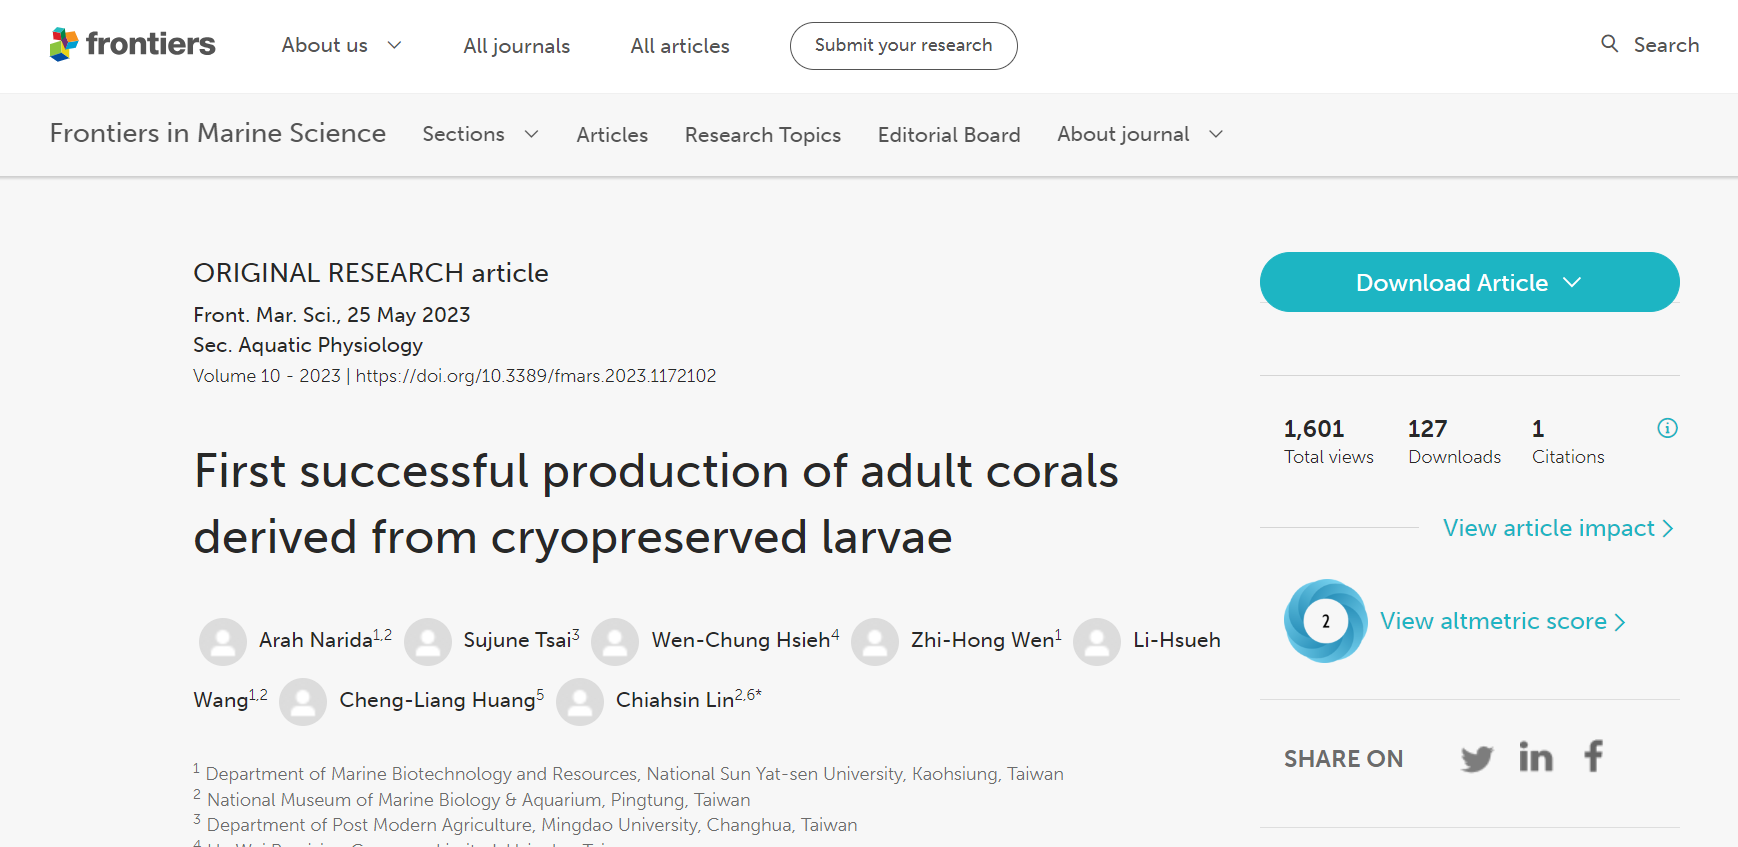 frontiers
About us
All journals
All articles
Submit your research
Search
Frontiers in Marine Science
Sections
Articles
Research Topics
Editorial Board
About journal
ORIGINAL RESEARCH article
Front. Mar. Sci., 25 May 2023
Sec. Aquatic Physiology
Volume 10 - 2023 | https://doi.org/10.3389/fmars.2023.1172102
First successful production of adult corals
derived from cryopreserved larvae
Arah Narida1,2 Sujune Tsai3 Wen-Chung Hsieh4 Zhi-Hong Wen1 Li-Hsueh
Wang1,2 Cheng-Liang Huang5 Chiahsin Lin2,6*
1 Department of Marine Biotechnology and Resources, National Sun Yat-sen University, Kaohsiung, Taiwan
2 National Museum of Marine Biology & Aquarium, Pingtung, Taiwan
3 Department of Post Modern Agriculture, Mingdao University, Changhua, Taiwan
4
Download Article
1,601 127 1
Total views Downloads Citations
View article impact
2 View altmetric score
SHARE ON